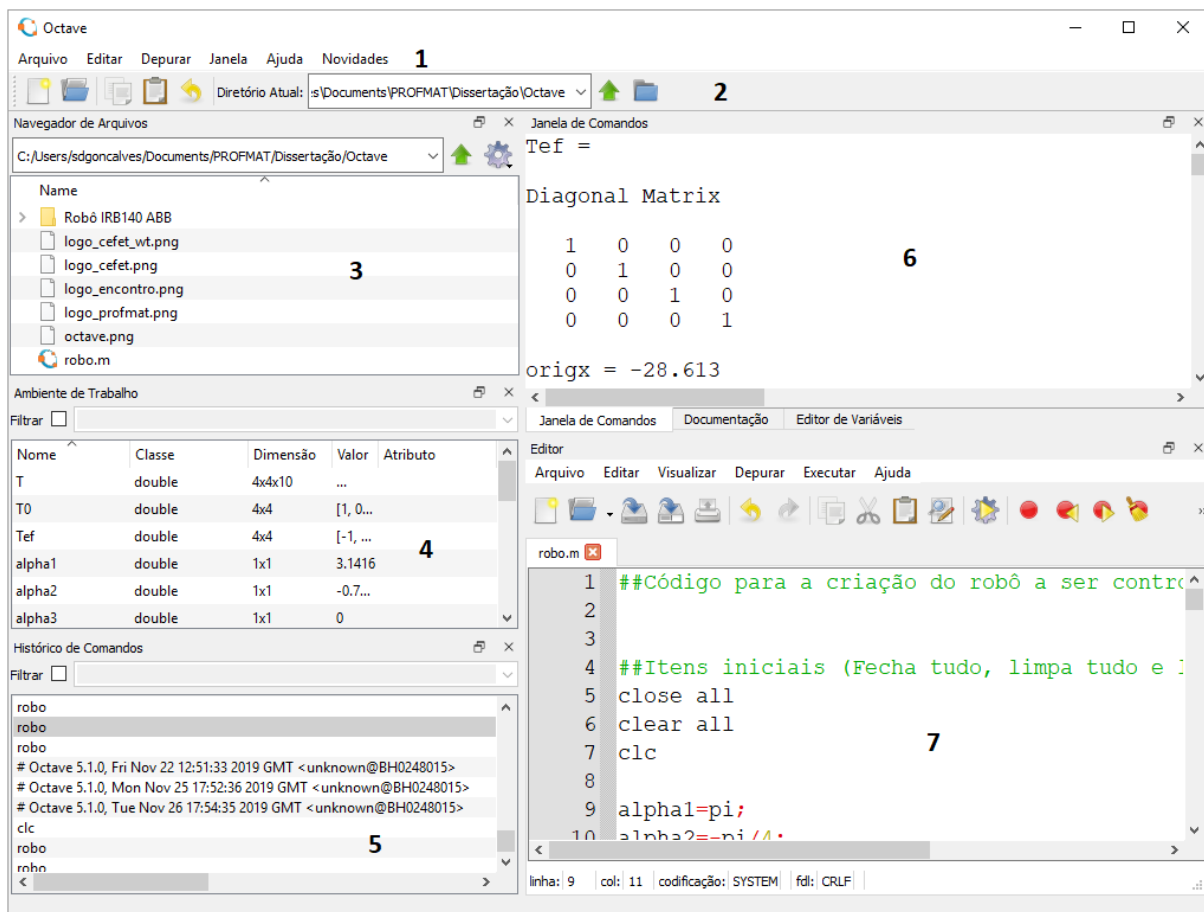 Octave
Arquivo Editar Depurar Janela Ajuda Novidades 1
Diretório Atual: :s\Documents\PROFMAT\Dissertação\Octave 2
Navegador de Arquivos
C:/Users/sdgoncalves/Documents/PROFMAT/Dissertação/Octave
Name
Robô IRB140 ABB
logo_cefet_wt.png
logo_cefet.png
3
logo_encontro.png
logo_profmat.png
octave.png
robo.m
Ambiente de Trabalho
Filtrar
Nome Classe Dimensão Valor Atributo
T double 4x4x10 ...
T0 double 4x4 [1, 0...
Tef double 4x4 [-1, ...
4
alpha1 double 1x1 3.1416
alpha2 double 1x1 -0.7...
alpha3 double 1x1 0
Histórico de Comandos
Filtrar
robo
robo
robo
# Octave 5.1.0, Fri Nov 22 12:51:33 2019 GMT <unknown@BH0248015>
# Octave 5.1.0, Mon Nov 25 17:52:36 2019 GMT <unknown@BH0248015>
# Octave 5.1.0, Tue Nov 26 17:54:35 2019 GMT <unknown@BH0248015>
clc
robo 5
robo
Janela de Comandos
Tef =
Diagonal Matrix
1 0 0 0
6
0 1 0 0
0 0 1 0
0 0 0 1
origx = -28.613
Janela de Comandos Documentação Editor de Variáveis
Editor
Arquivo Editar Visualizar Depurar Executar Ajuda
robo.m
1 ##Código para a criação do robô a ser contro
2
3
4 ##Itens iniciais (Fecha tudo, limpa tudo e l
5 close all
6 clear all
7 clc
7
8
9 alpha1=pi;
10 alpha2=-pi/4;
linha: 9 col: 11 codificação: SYSTEM fdl: CRLF